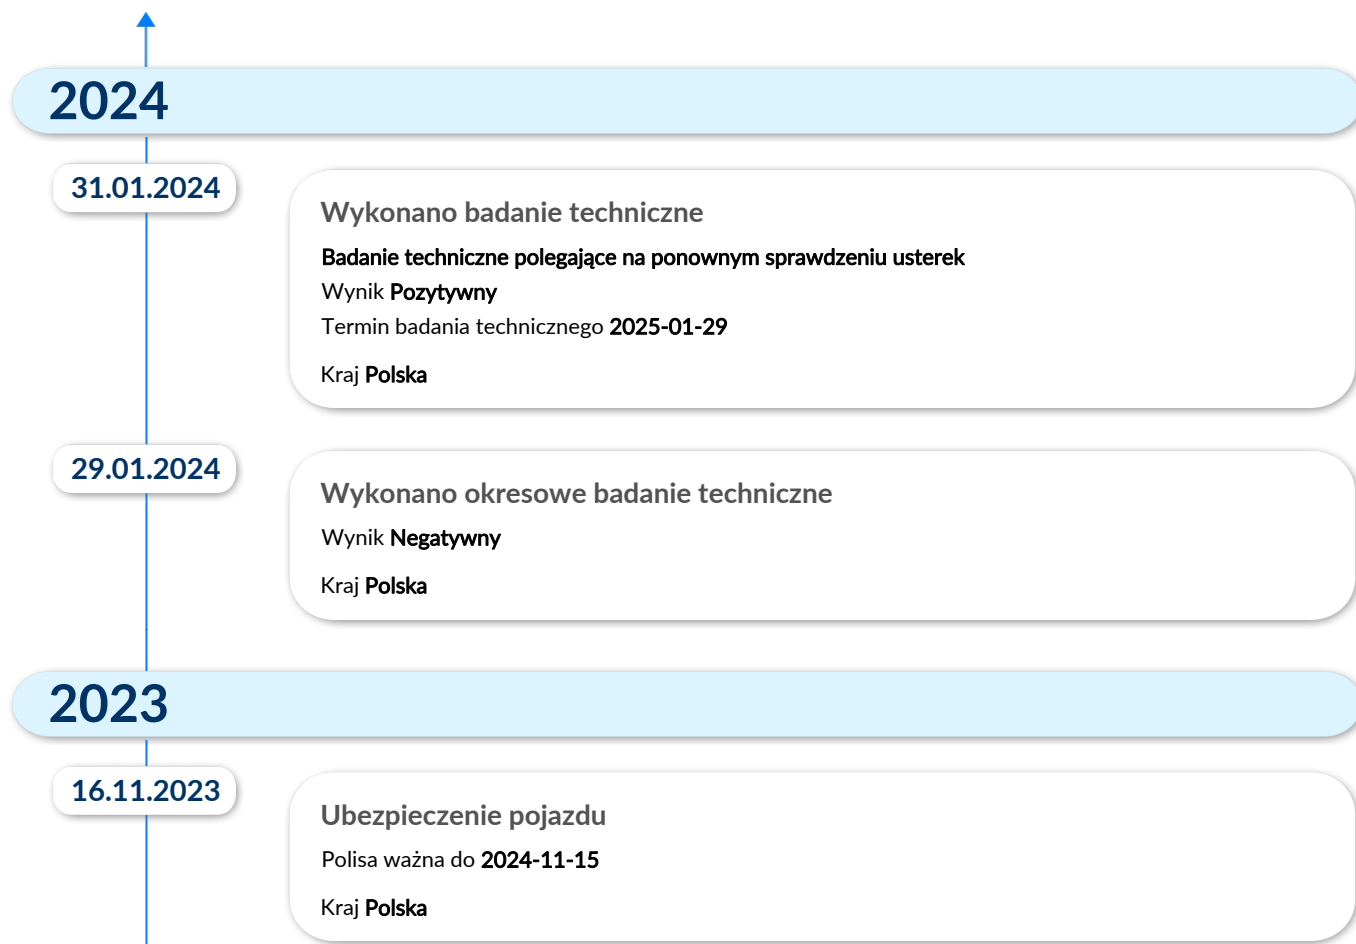 2024
31.01.2024
Wykonano badanie techniczne
Badanie techniczne polegające na ponownym sprawdzeniu usterek
Wynik Pozytywny
Termin badania technicznego 2025-01-29
Kraj Polska
29.01.2024
Wykonano okresowe badanie techniczne
Wynik Negatywny
Kraj Polska
2023
16.11.2023
Ubezpieczenie pojazdu
Polisa ważna do 2024-11-15
Kraj Polska